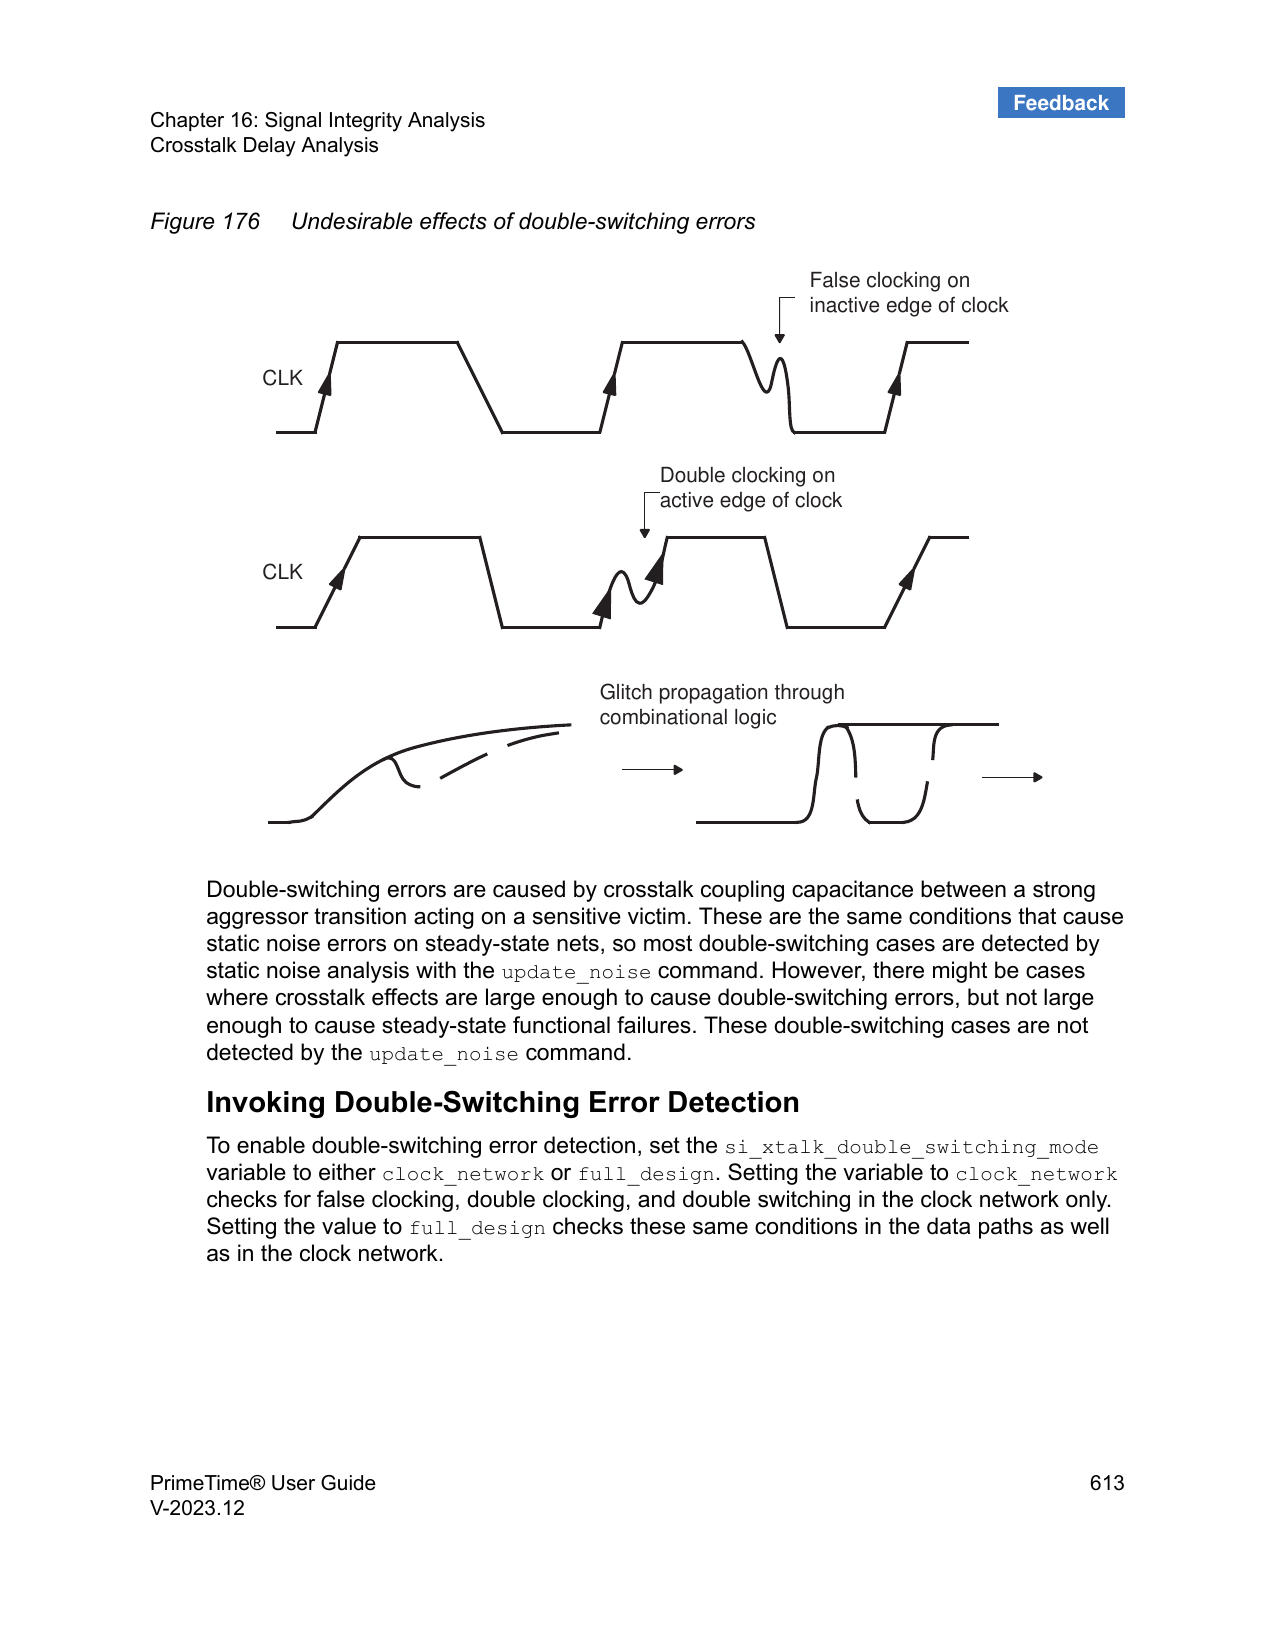 Feedback
Chapter 16: Signal Integrity Analysis
Crosstalk Delay Analysis
Figure 176 Undesirable effects of double-switching errors
False clocking on
inactive edge of clock
CLK
Double clocking on
active edge of clock
CLK
Glitch propagation through
combinational logic
Double-switching errors are caused by crosstalk coupling capacitance between a strong
aggressor transition acting on a sensitive victim. These are the same conditions that cause
static noise errors on steady-state nets, so most double-switching cases are detected by
static noise analysis with the update_noise command. However, there might be cases
where crosstalk effects are large enough to cause double-switching errors, but not large
enough to cause steady-state functional failures. These double-switching cases are not
detected by the update_noise command.
Invoking Double-Switching Error Detection
To enable double-switching error detection, set the si_xtalk_double_switching_mode
variable to either clock_network or full_design. Setting the variable to clock_network
checks for false clocking, double clocking, and double switching in the clock network only.
Setting the value to full_design checks these same conditions in the data paths as well
as in the clock network.
PrimeTime® User Guide 613
V-2023.12